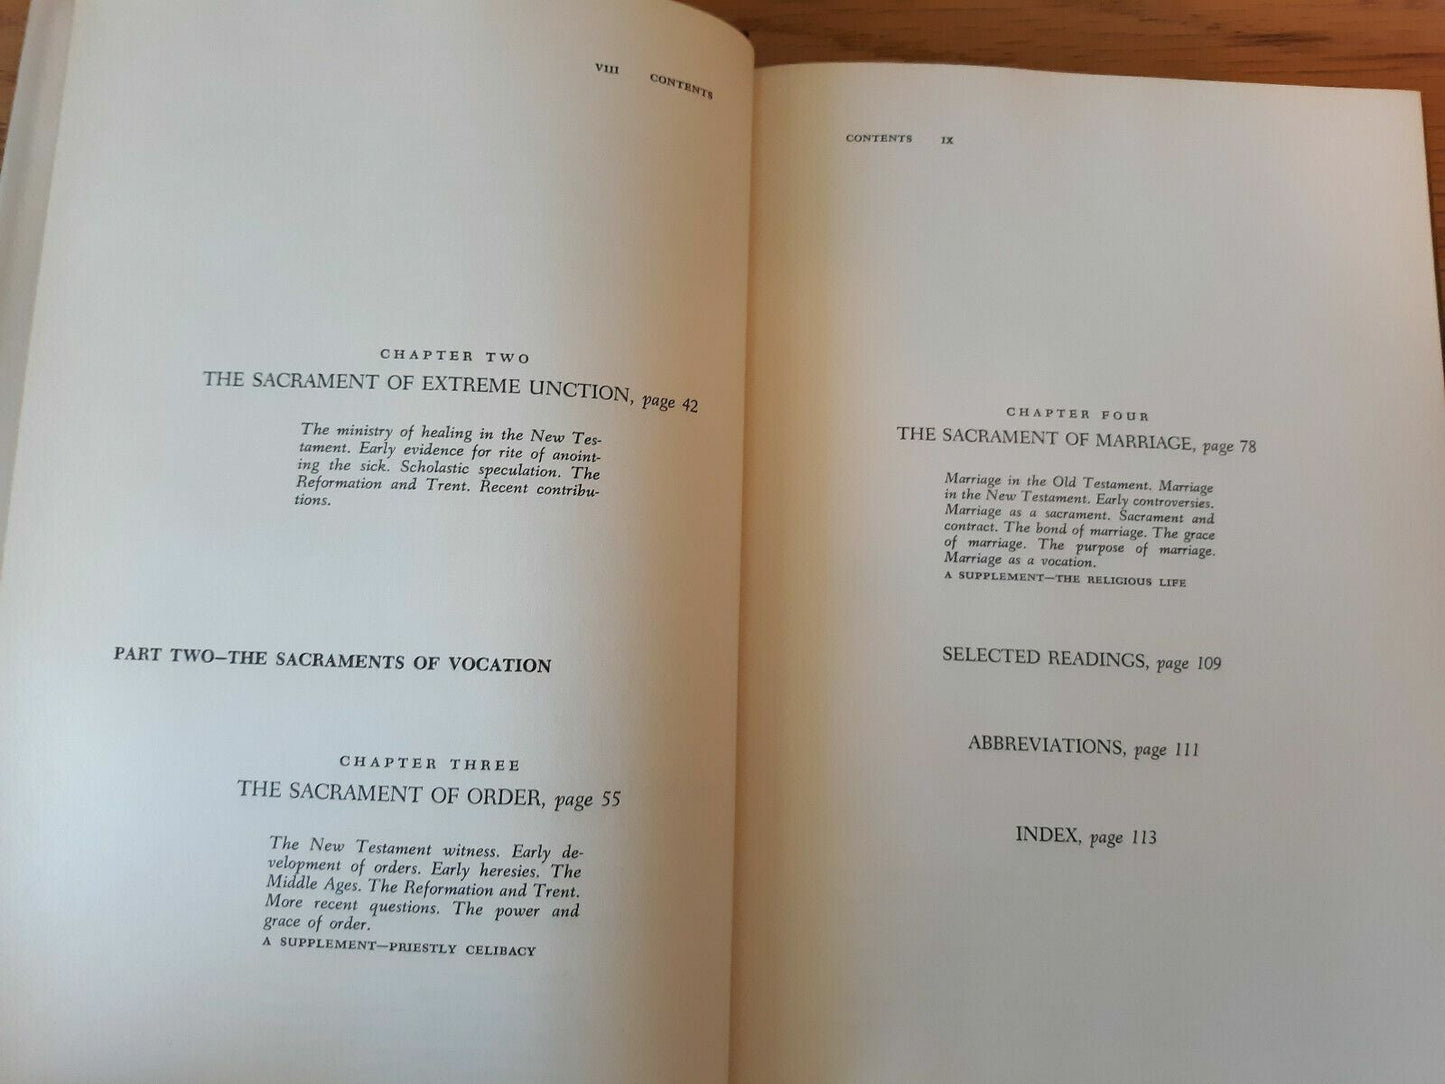 VIII CONTENTS
CHAPTER TWO
THE SACRAMENT OF EXTREME UNCTION, page 42
The ministry of healing in the New Tes-
tament. Early evidence for rite of anoint-
ing the sick. Scholastic speculation. The
Reformation and Trent. Recent contribu-
tions.
PART TWO—THE SACRAMENTS OF VOCATION
CHAPTER THREE
THE SACRAMENT OF ORDER, page 55
The New Testament witness. Early de-
velopment of orders. Early heresies. The
Middle Ages. The Reformation and Trent.
More recent questions. The power and
grace of order.
A SUPPLEMENT—PRIESTLY CELIBACY
CONTENTS IX
CHAPTER FOUR
THE SACRAMENT OF MARRIAGE, page 78
Marriage in the Old Testament. Marriage
in the New Testament. Early controversies.
Marriage as a sacrament. Sacrament and
contract. The bond of marriage. The grace
of marriage. The purpose of marriage.
Marriage as a vocation.
A SUPPLEMENT—THE RELIGIOUS LIFE
SELECTED READINGS, page 109
ABBREVIATIONS, page 111
INDEX, page 113